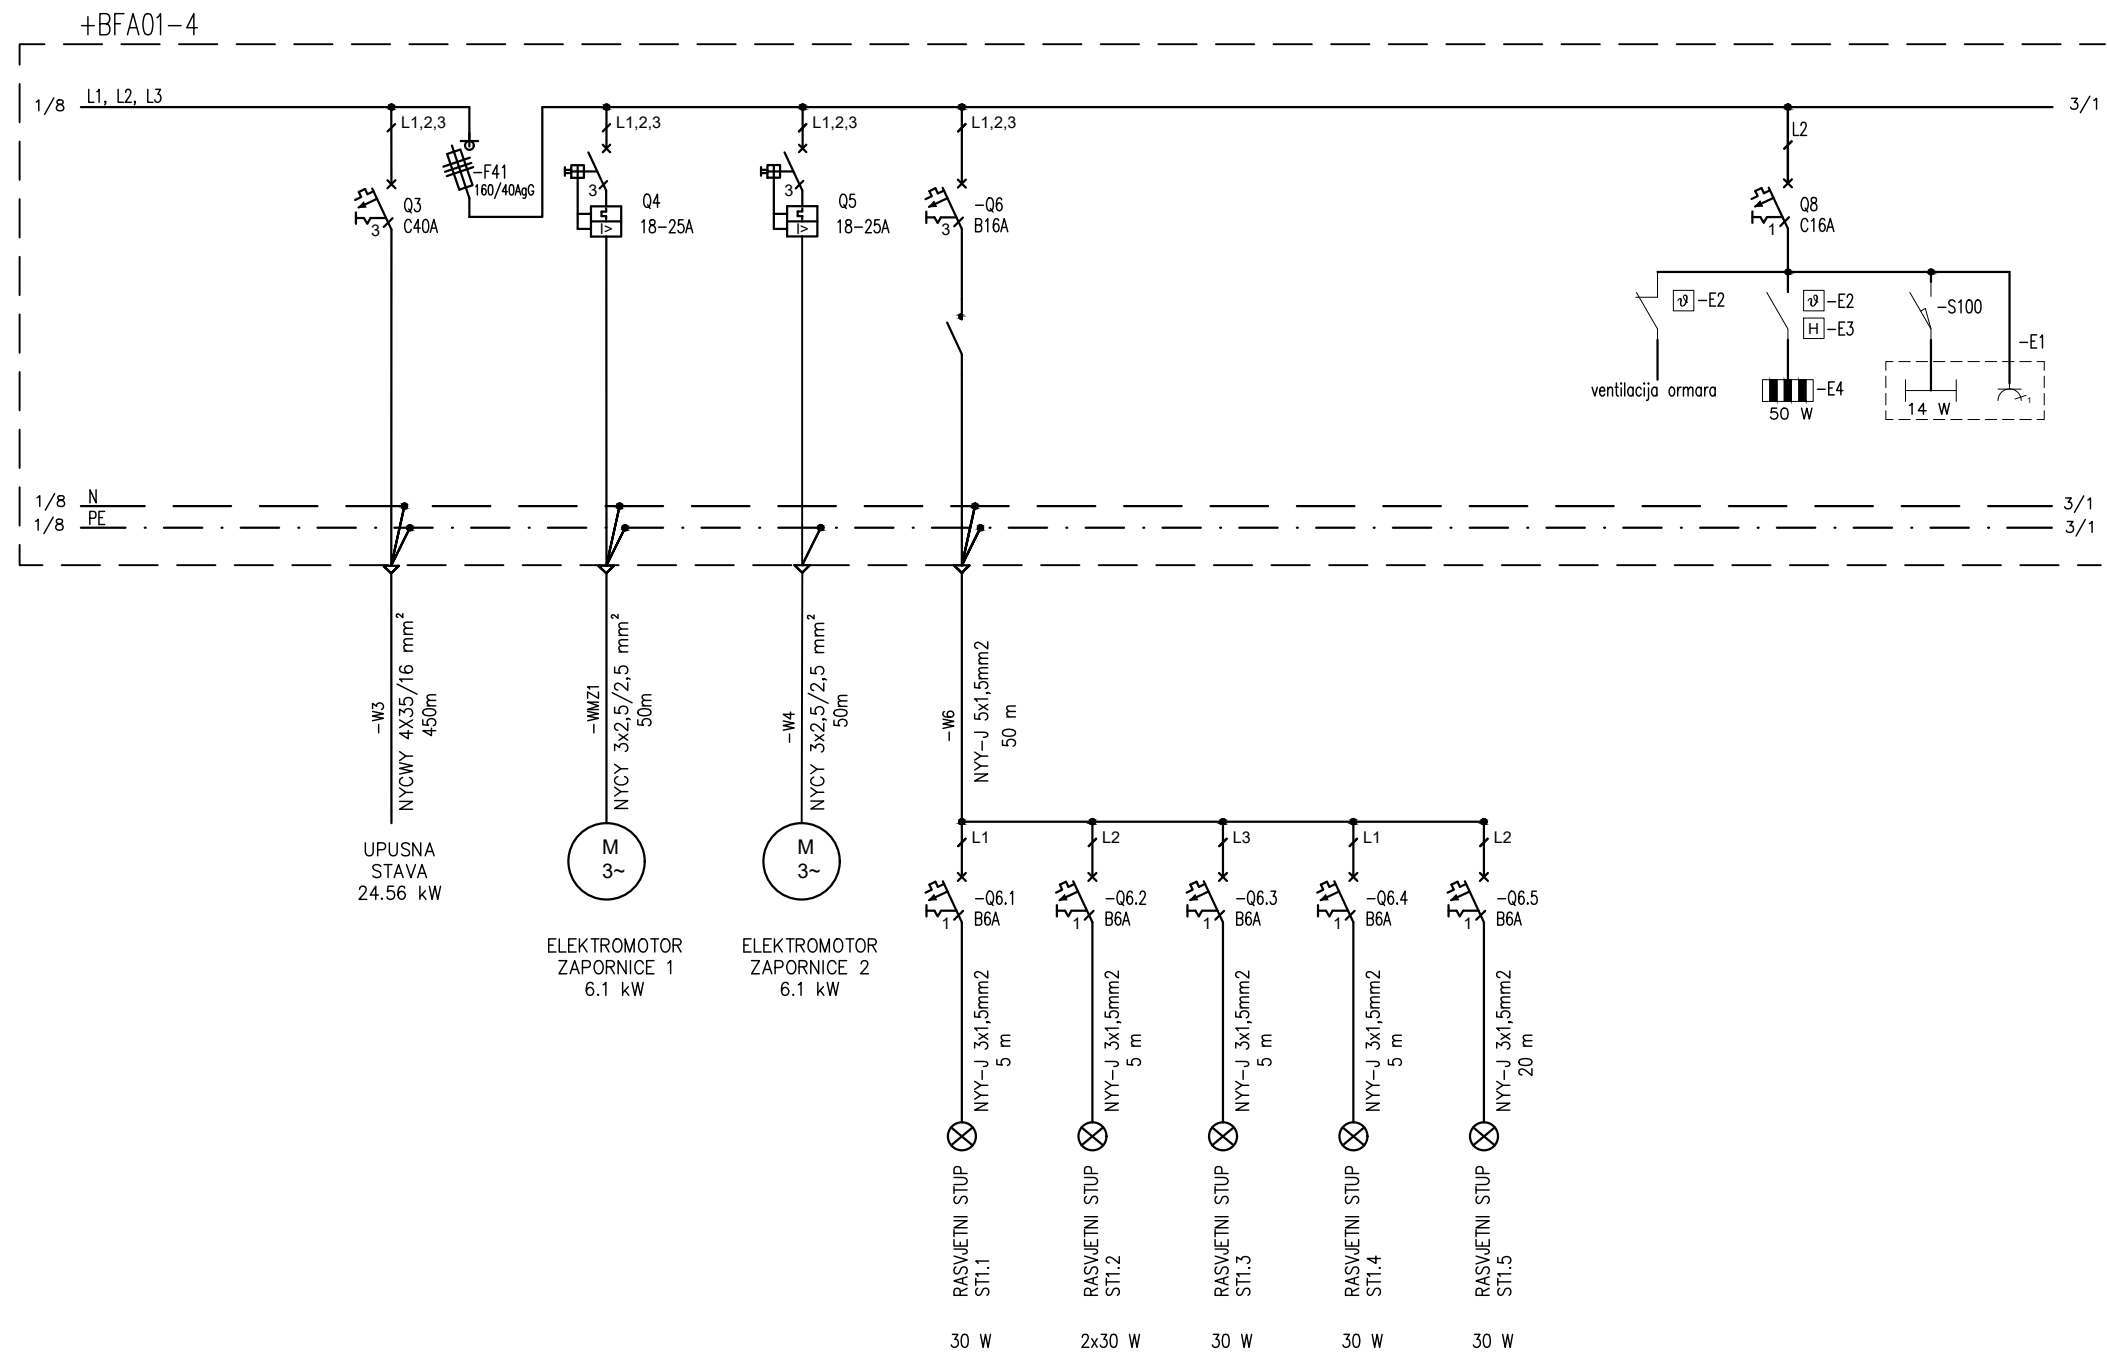 +BFA01-4
1/8 L1, L2, L3 3/1
L1,2,3
-F41
160/40AgG
L1,2,3
L1,2,3
L1,2,3
L2
3
Q3
C40A
3
Q4
18-25A
I>
3
Q5
18-25A
I>
3
-Q6
B16A
1
Q8
C16A
ϑ -E2
ϑ -E2
H -E3
-S100
-E1
ventilacija ormara
-E4
50 W
14 W
1
1/8 N 3/1
1/8 PE 3/1
-W3
NYCWY 4X35/16 mm²
450m
-WMZ1
NYCY 3x2,5/2,5 mm²
50m
-W4
NYCY 3x2,5/2,5 mm²
50m
-W6
NYY-J 5x1,5mm2
50 m
UPUSNA
STAVA
24.56 kW
M
3~
ELEKTROMOTOR
ZAPORNICE 1
6.1 kW
M
3~
ELEKTROMOTOR
ZAPORNICE 2
6.1 kW
L1
1
-Q6.1
B6A
NYY-J 3x1,5mm2
5 m
RASVJETNI STUP
ST1.1
30 W
L2
1
-Q6.2
B6A
NYY-J 3x1,5mm2
5 m
RASVJETNI STUP
ST1.2
2x30 W
L3
1
-Q6.3
B6A
NYY-J 3x1,5mm2
5 m
RASVJETNI STUP
ST1.3
30 W
L1
1
-Q6.4
B6A
NYY-J 3x1,5mm2
5 m
RASVJETNI STUP
ST1.4
30 W
L2
1
-Q6.5
B6A
NYY-J 3x1,5mm2
20 m
RASVJETNI STUP
ST1.5
30 W